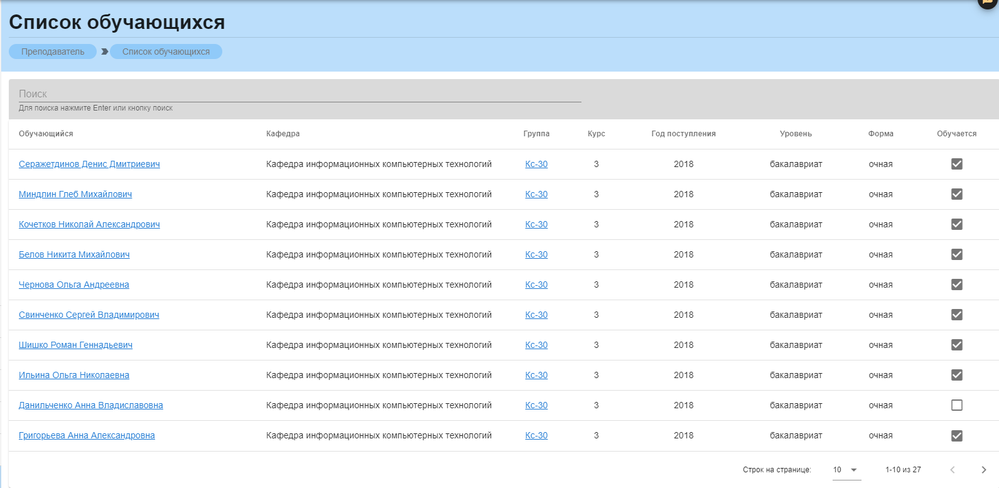 Список обучающихся
Преподаватель Список обучающихся
Поиск
Для поиска нажмите Enter или кнопку поиск
Обучающийся Кафедра Группа Курс Год поступления Уровень Форма Обучается
Серажетдинов Денис Дмитриевич Кафедра информационных компьютерных технологий Кс-30 3 2018 бакалавриат очная
Миндлин Глеб Михайлович Кафедра информационных компьютерных технологий Кс-30 3 2018 бакалавриат очная
Кочетков Николай Александрович Кафедра информационных компьютерных технологий Кс-30 3 2018 бакалавриат очная
Белов Никита Михайлович Кафедра информационных компьютерных технологий Кс-30 3 2018 бакалавриат очная
Чернова Ольга Андреевна Кафедра информационных компьютерных технологий Кс-30 3 2018 бакалавриат очная
Свинченко Сергей Владимирович Кафедра информационных компьютерных технологий Кс-30 3 2018 бакалавриат очная
Шишко Роман Геннадьевич Кафедра информационных компьютерных технологий Кс-30 3 2018 бакалавриат очная
Ильина Ольга Николаевна Кафедра информационных компьютерных технологий Кс-30 3 2018 бакалавриат очная
Данильченко Анна Владиславовна Кафедра информационных компьютерных технологий Кс-30 3 2018 бакалавриат очная
Григорьева Анна Александровна Кафедра информационных компьютерных технологий Кс-30 3 2018 бакалавриат очная
Строк на странице: 10 1-10 из 27